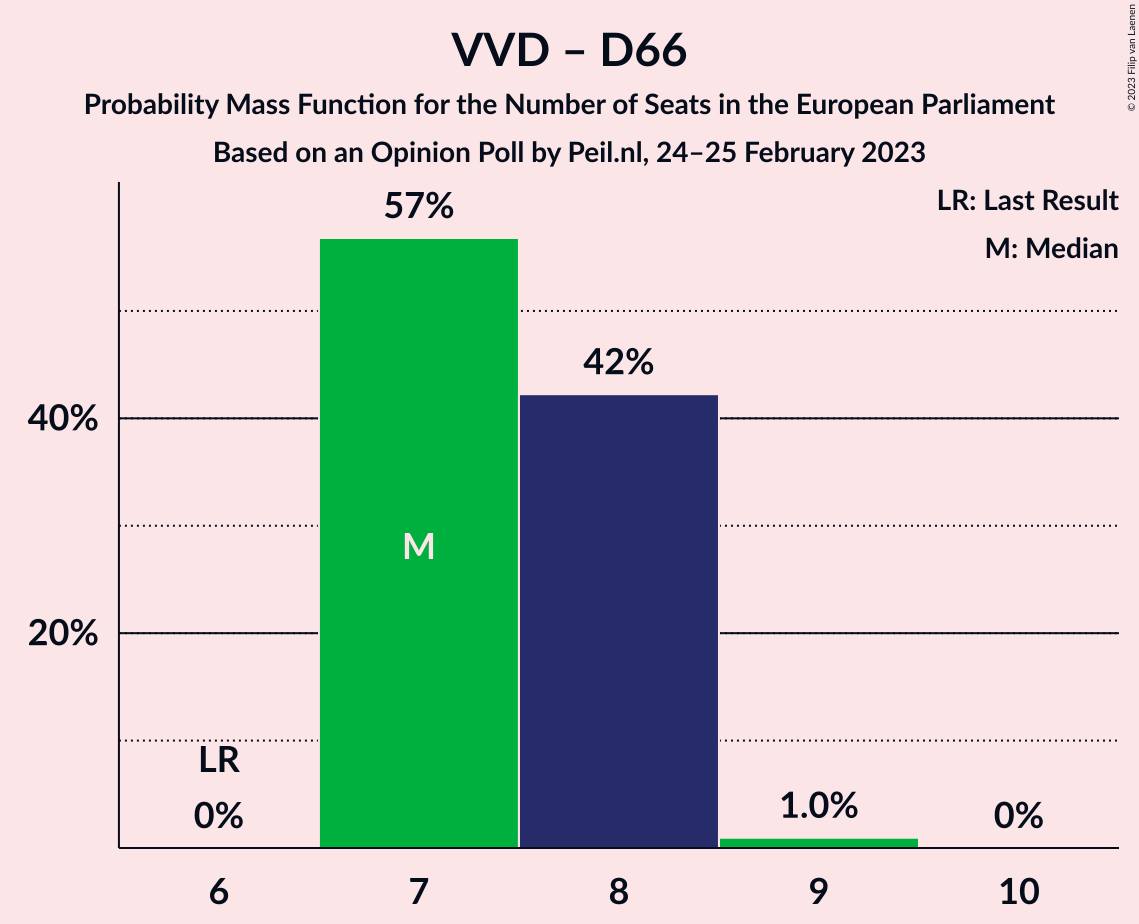 VVD – D66
Probability Mass Function for the Number of Seats in the European Parliament
Based on an Opinion Poll by Peil.nl, 24–25 February 2023
© 2023 Filip van Laenen
LR: Last Result
M: Median
57%
42%
40%
M
20%
LR
0%
1.0%
0%
6 7 8 9 10